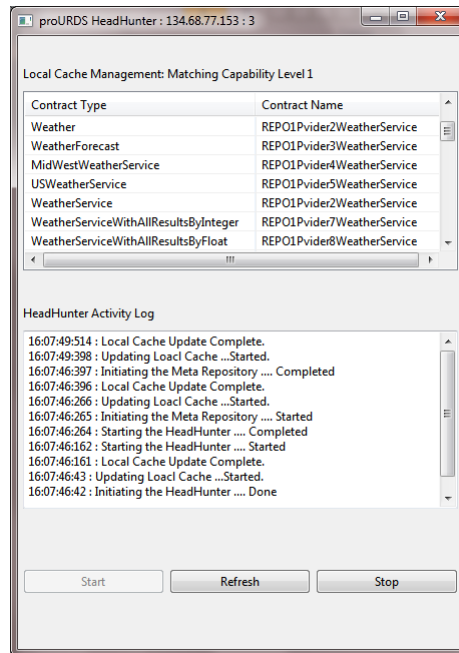 proURDS HeadHunter : 134.68.77.153 : 3
Local Cache Management: Matching Capability Level 1
Contract Type Contract Name
Weather REPO1Pvider2WeatherService
WeatherForecast REPO1Pvider3WeatherService
MidWestWeatherService REPO1Pvider4WeatherService
USWeatherService REPO1Pvider5WeatherService
WeatherService REPO1Pvider2WeatherService
WeatherServiceWithAllResultsByInteger REPO1Pvider7WeatherService
WeatherServiceWithAllResultsByFloat REPO1Pvider8WeatherService
HeadHunter Activity Log
16:07:49:514 : Local Cache Update Complete.
16:07:49:398 : Updating Loacl Cache ...Started.
16:07:46:397 : Initiating the Meta Repository .... Completed
16:07:46:396 : Local Cache Update Complete.
16:07:46:266 : Updating Loacl Cache ...Started.
16:07:46:265 : Initiating the Meta Repository .... Started
16:07:46:264 : Starting the HeadHunter .... Completed
16:07:46:162 : Starting the HeadHunter .... Started
16:07:46:161 : Local Cache Update Complete.
16:07:46:43 : Updating Loacl Cache ...Started.
16:07:46:42 : Initiating the HeadHunter .... Done
Start Refresh Stop